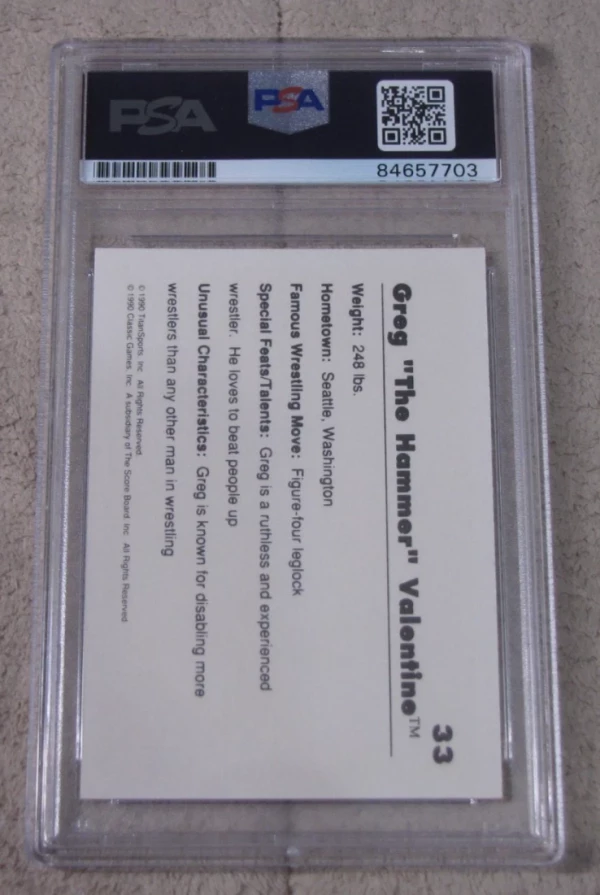 PSA
PSA
84657703
33
Greg "The Hammer" Valentine™
Weight: 248 lbs.
Hometown: Seattle, Washington
Famous Wrestling Move: Figure-four leglock
Special Feats/Talents: Greg is a ruthless and experienced
wrestler. He loves to beat people up
Unusual Characteristics: Greg is known for disabling more
wrestlers than any other man in wrestling
© 1990 TitanSports, Inc. All Rights Reserved.
© 1990 Classic Games, Inc. A subsidiary of The Score Board, Inc. All Rights Reserved